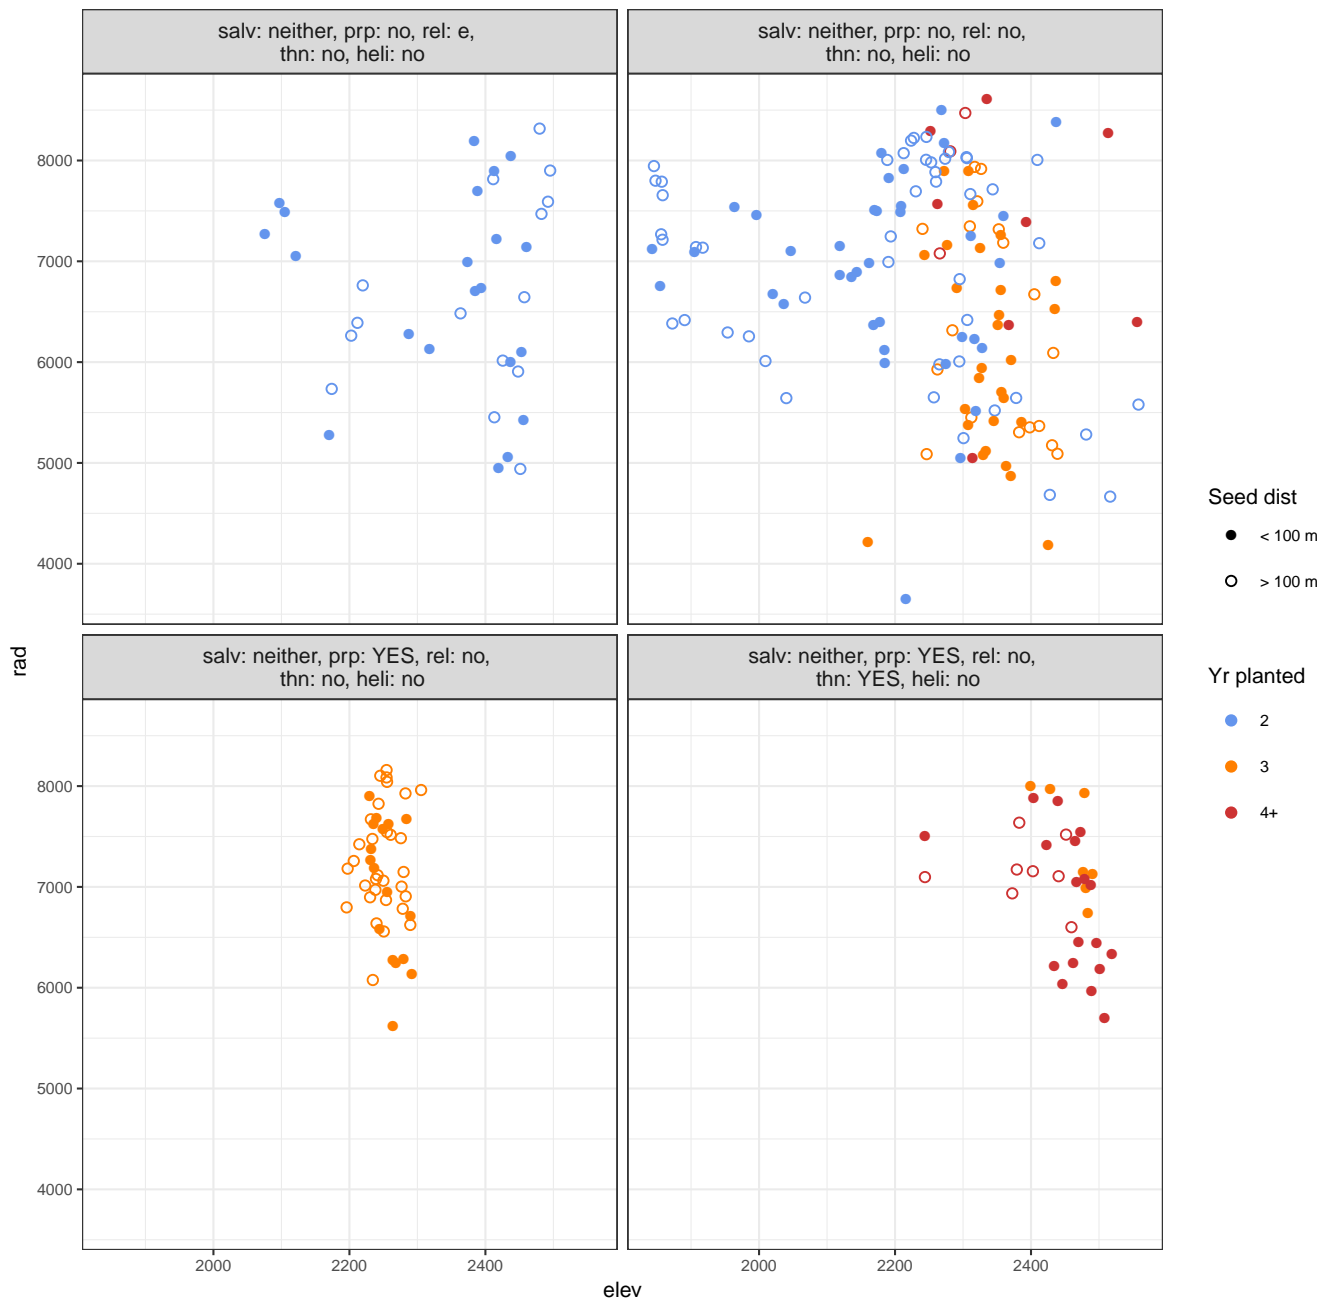 salv: neither, prp: no, rel: e,
thn: no, heli: no
salv: neither, prp: no, rel: no,
thn: no, heli: no
8000
7000
6000
5000
4000
salv: neither, prp: YES, rel: no,
thn: no, heli: no
salv: neither, prp: YES, rel: no,
thn: YES, heli: no
8000
7000
6000
5000
4000
2000 2200 2400
2000 2200 2400
elev
rad
Seed dist
< 100 m
> 100 m
Yr planted
2
3
4+